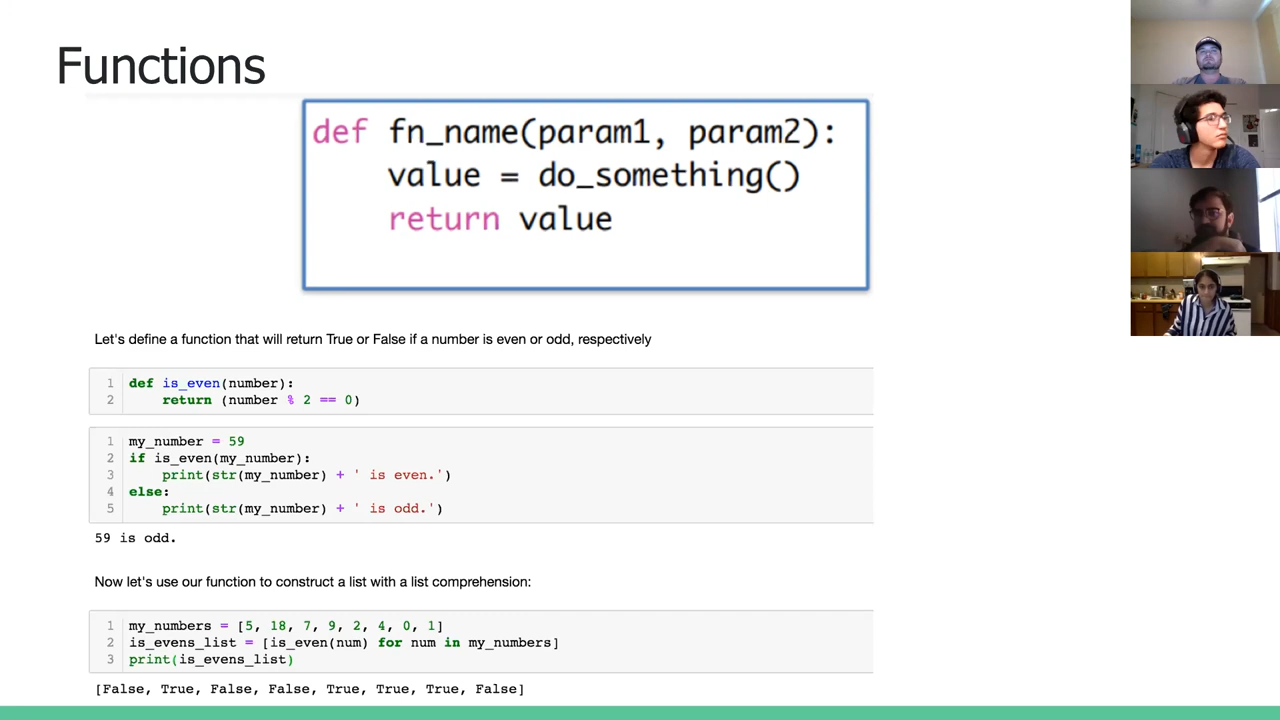 Functions
def fn_name(param1, param2):
value = do_something()
return value
Let's define a function that will return True or False if a number is even or odd, respectively
1 def is_even(number):
2 return (number % 2 == 0)
1 my_number = 59
2 if is_even(my_number):
3 print(str(my_number) + ' is even.')
4 else:
5 print(str(my_number) + ' is odd.')
59 is odd.
Now let's use our function to construct a list with a list comprehension:
1 my_numbers = [5, 18, 7, 9, 2, 4, 0, 1]
2 is_evens_list = [is_even(num) for num in my_numbers]
3 print(is_evens_list)
[False, True, False, False, True, True, True, False]